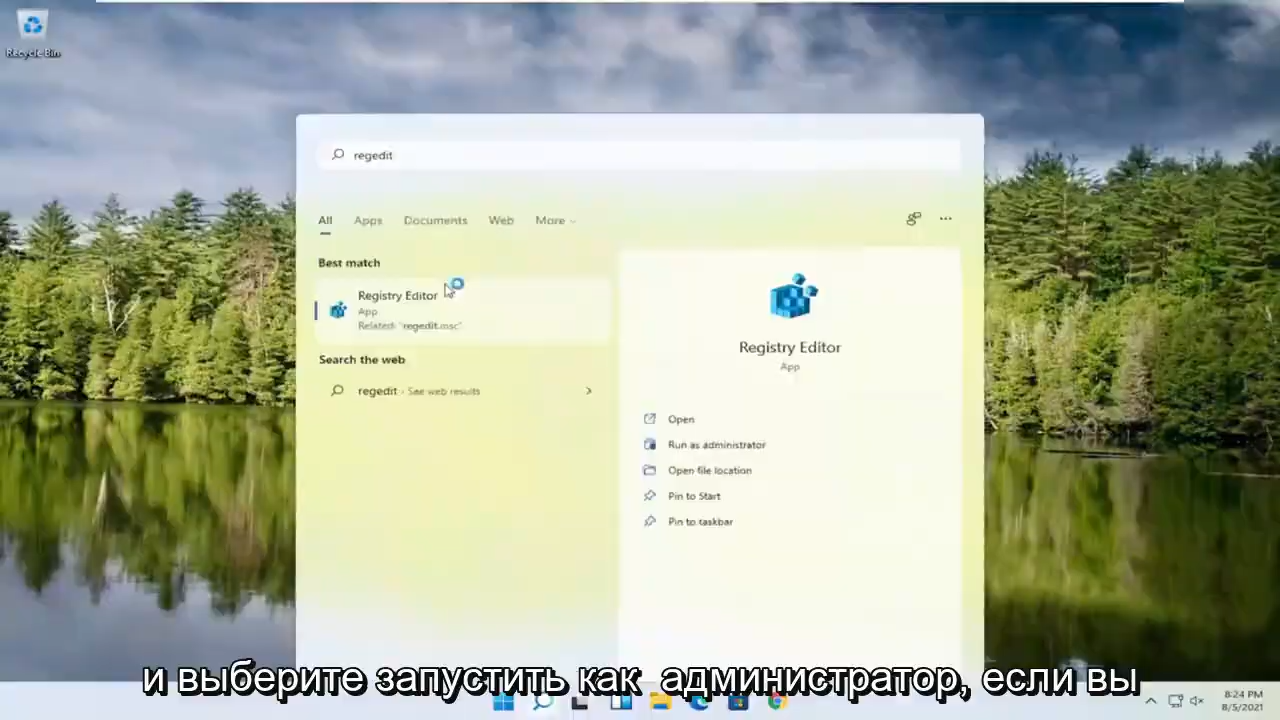 Recycle Bin
regedit
All Apps Documents Web More
Best match
Registry Editor
App
Related: "regedit.msc"
Search the web
regedit - See web results
Registry Editor
App
Open
Run as administrator
Open file location
Pin to Start
Pin to taskbar
и выберите запустить как администратор, если вы
8:24 PM
8/5/2021